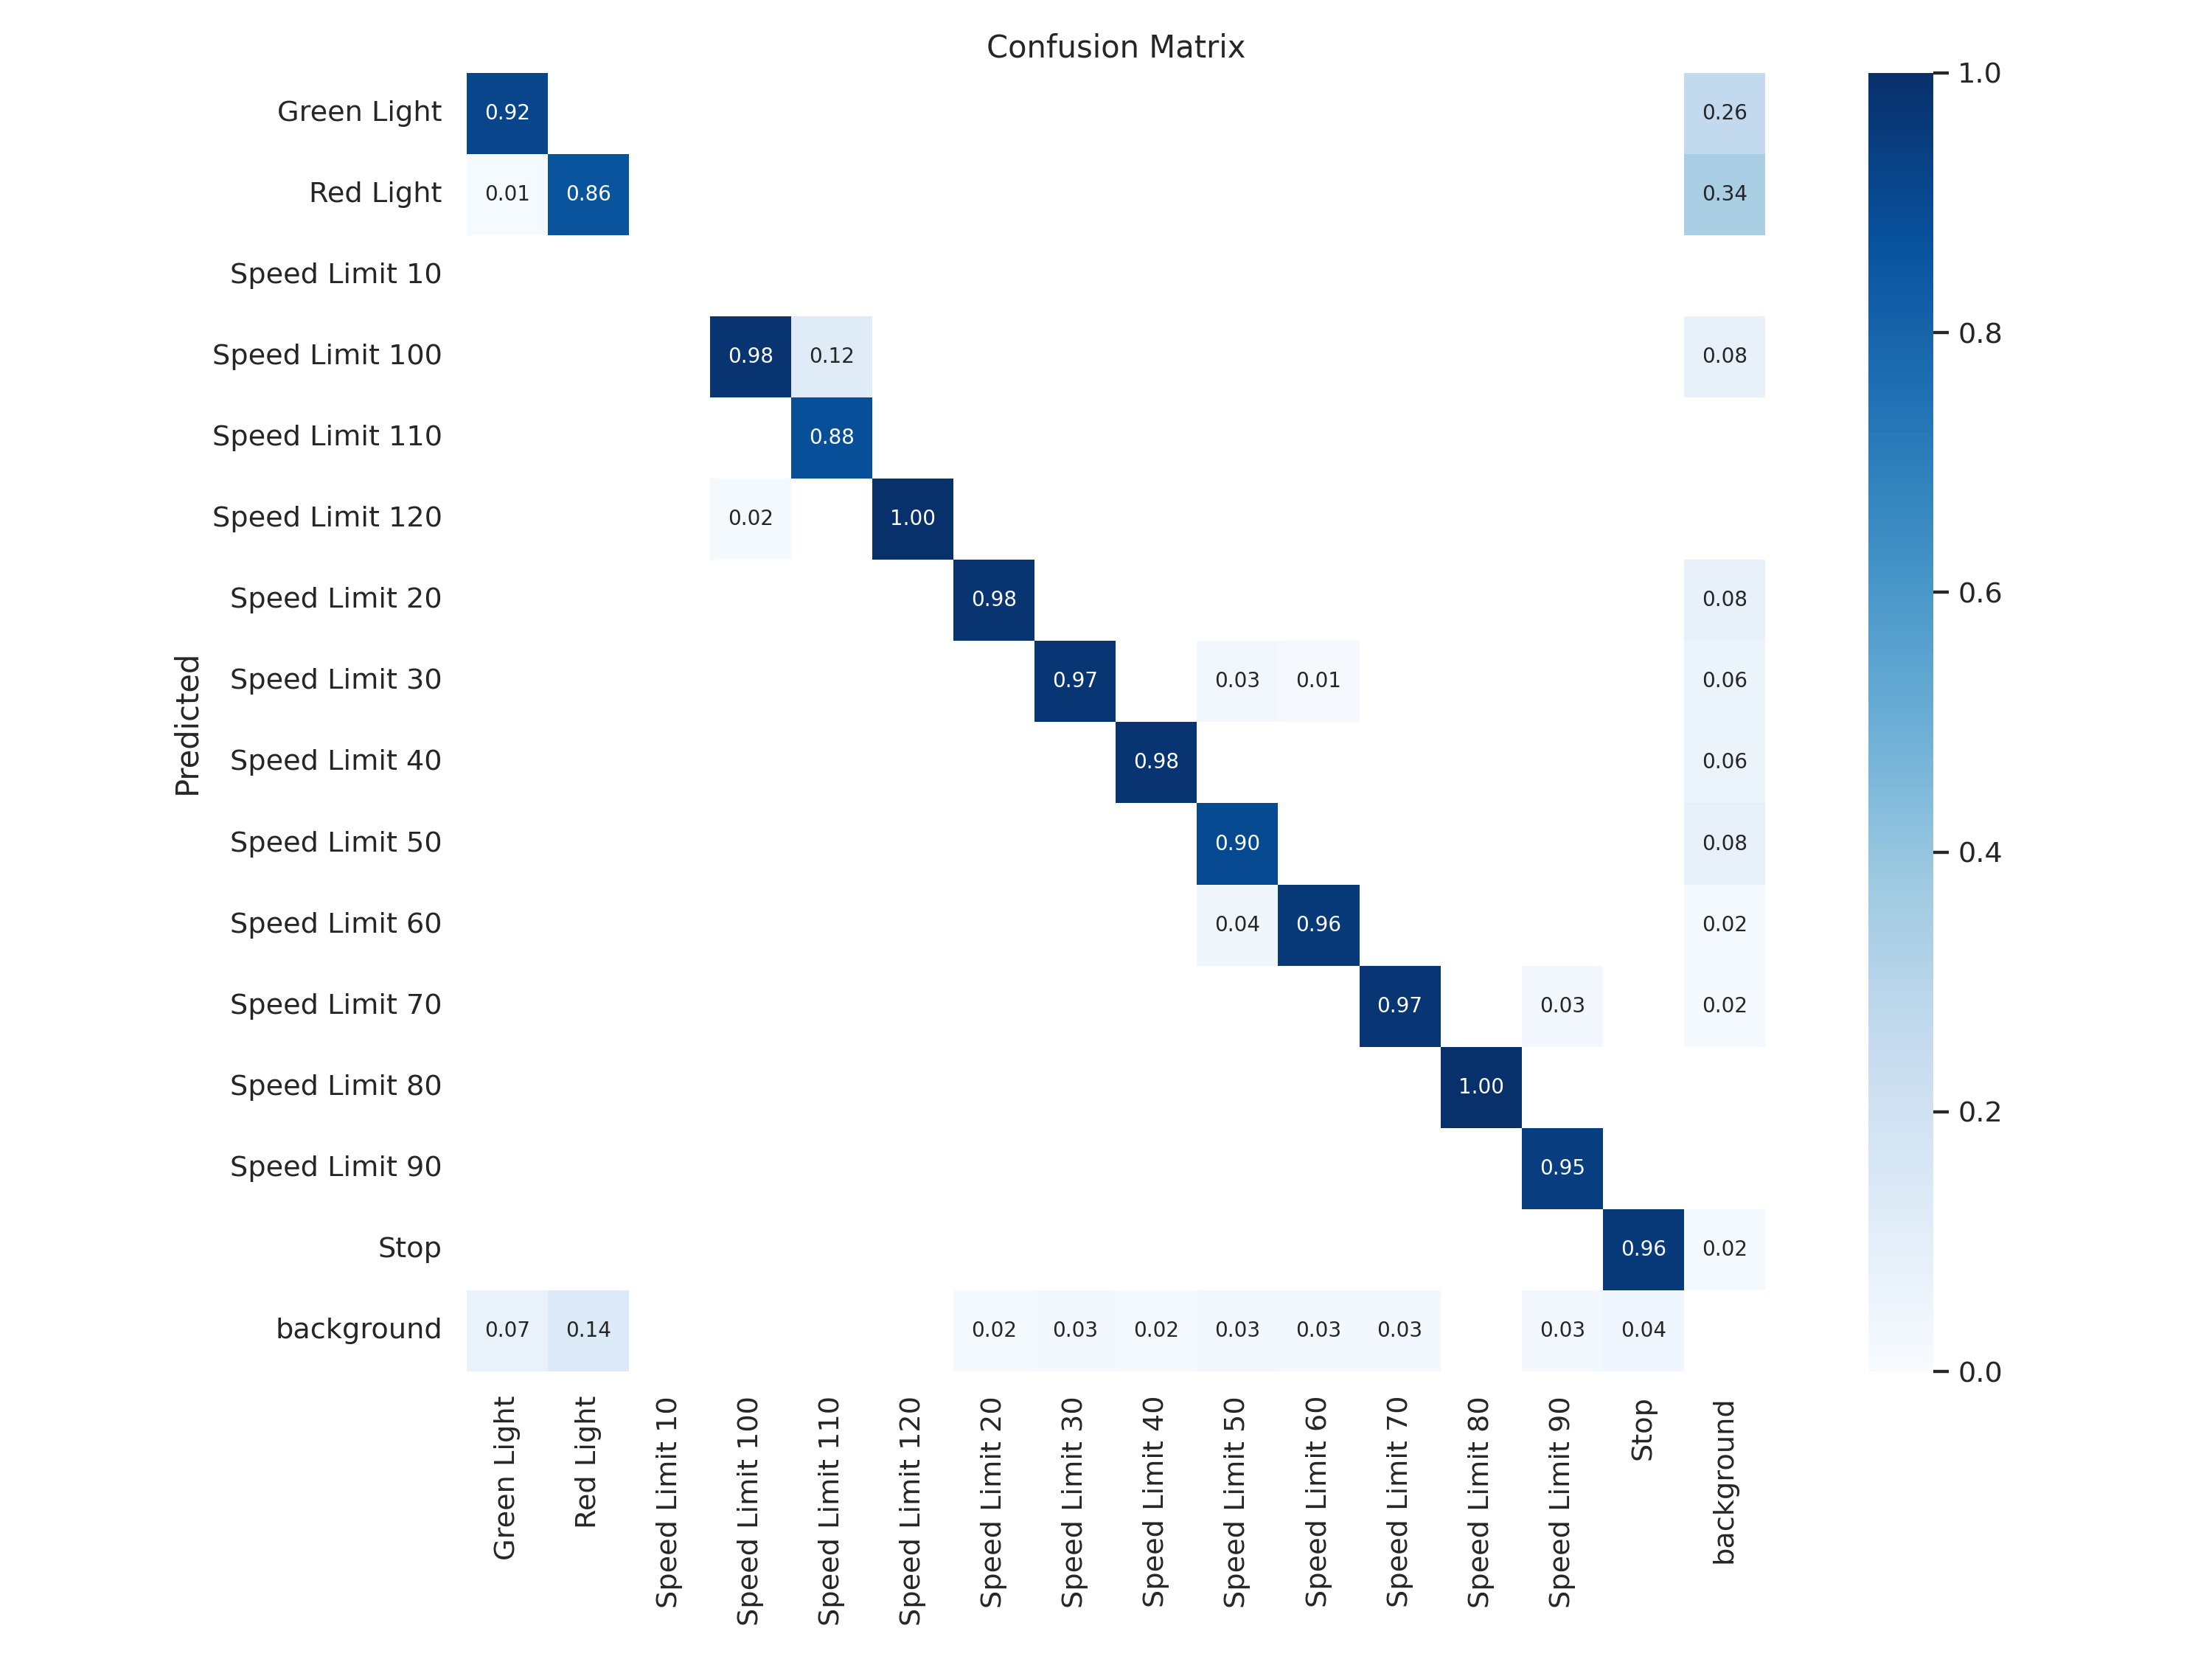 Confusion Matrix
Green Light 0.92 0.26
Red Light 0.01 0.86 0.34
Speed Limit 10
Speed Limit 100 0.98 0.12 0.08
Speed Limit 110 0.88
Speed Limit 120 0.02 1.00
Speed Limit 20 0.98 0.08
Speed Limit 30 0.97 0.03 0.01 0.06
Speed Limit 40 0.98 0.06
Speed Limit 50 0.90 0.08
Speed Limit 60 0.04 0.96 0.02
Speed Limit 70 0.97 0.03 0.02
Speed Limit 80 1.00
Speed Limit 90 0.95
Stop 0.96 0.02
background 0.07 0.14 0.02 0.03 0.02 0.03 0.03 0.03 0.03 0.04
Predicted
Green Light
Red Light
Speed Limit 10
Speed Limit 100
Speed Limit 110
Speed Limit 120
Speed Limit 20
Speed Limit 30
Speed Limit 40
Speed Limit 50
Speed Limit 60
Speed Limit 70
Speed Limit 80
Speed Limit 90
Stop
background
1.0
0.8
0.6
0.4
0.2
0.0